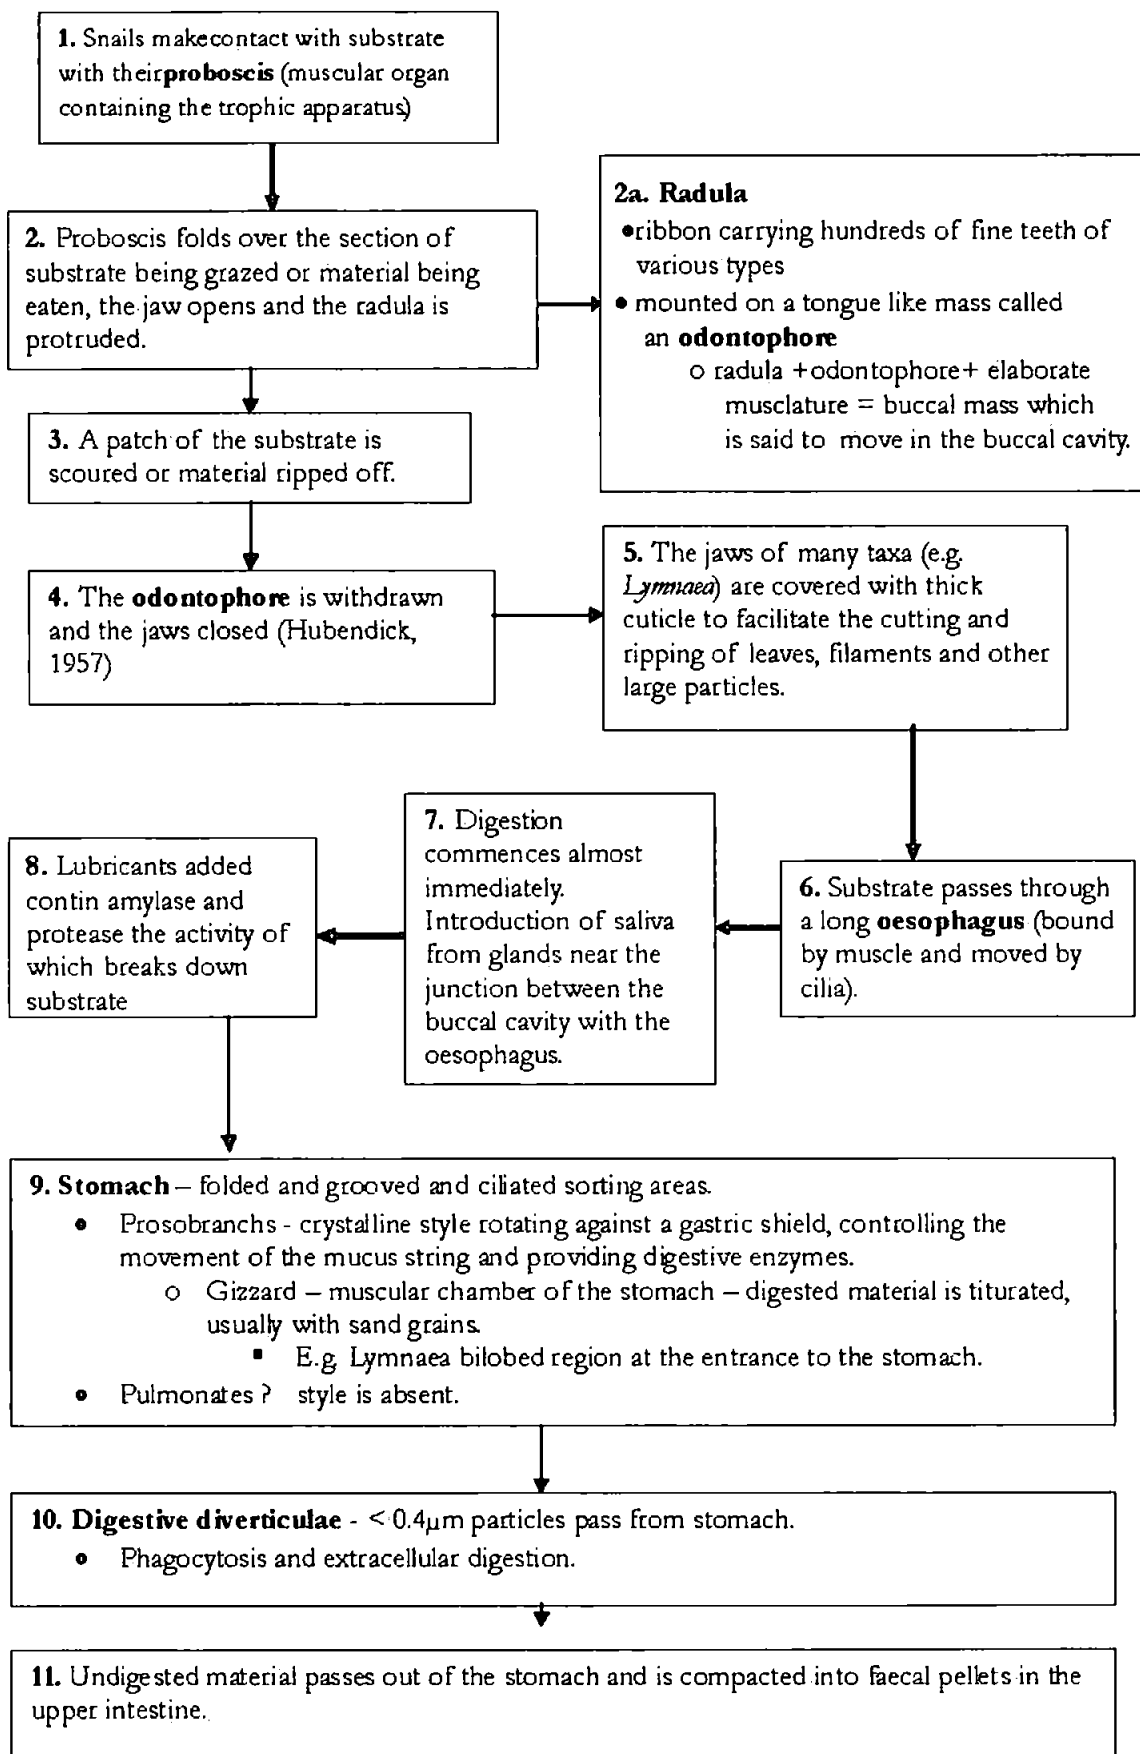 1. Snails makecontact with substrate
with theirproboscis (muscular organ
containing the trophic apparatus)
2. Proboscis folds over the section of
substrate being grazed or material being
eaten, the jaw opens and the radula is
protruded.
2a. Radula
•ribbon carrying hundreds of fine teeth of
various types
• mounted on a tongue like mass called
an odontophore
o radula +odontophore+ elaborate
musclature = buccal mass which
is said to move in the buccal cavity.
3. A patch of the substrate is
scoured or material ripped off.
4. The odontophore is withdrawn
and the jaws closed (Hubendick,
1957)
5. The jaws of many taxa (e.g.
Lymnaea) are covered with thick
cuticle to facilitate the cutting and
ripping of leaves, filaments and other
large particles.
6. Substrate passes through
a long oesophagus (bound
by muscle and moved by
cilia).
7. Digestion
commences almost
immediately.
Introduction of saliva
from glands near the
junction between the
buccal cavity with the
oesophagus.
8. Lubricants added
contin amylase and
protease the activity of
which breaks down
substrate
9. Stomach – folded and grooved and ciliated sorting areas.
• Prosobranchs - crystalline style rotating against a gastric shield, controlling the
movement of the mucus string and providing digestive enzymes.
o Gizzard – muscular chamber of the stomach – digested material is titurated,
usually with sand grains.
▪ E.g. Lymnaea bilobed region at the entrance to the stomach.
• Pulmonates ? style is absent.
10. Digestive diverticulae - < 0.4µm particles pass from stomach.
• Phagocytosis and extracellular digestion.
11. Undigested material passes out of the stomach and is compacted into faecal pellets in the
upper intestine.